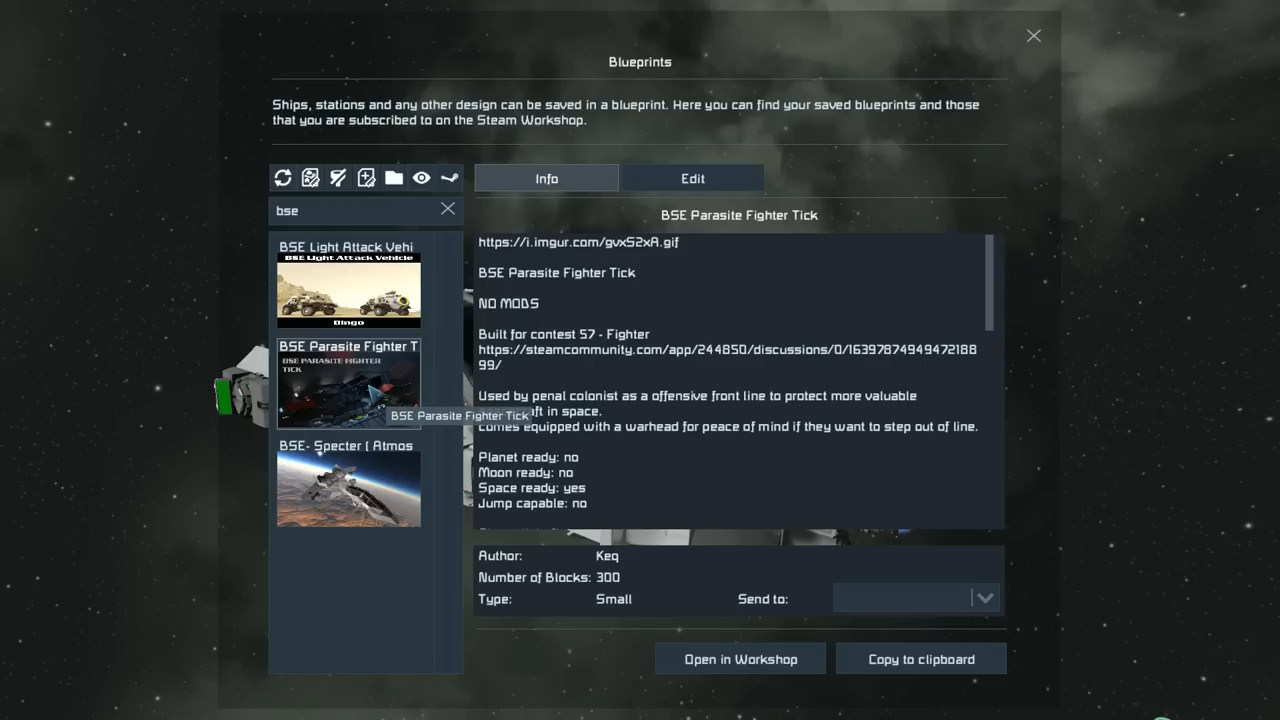 Blueprints
Ships, stations and any other design can be saved in a blueprint. Here you can find your saved blueprints and those
that you are subscribed to on the Steam Workshop.
Info
Edit
bse
BSE Parasite Fighter Tick
BSE Light Attack Vehi
BSE Light Attack Vehicle
Dingo
BSE Parasite Fighter T
BSE PARASITE FIGHTER
TICK
BSE Parasite Fighter Tick
BSE- Specter ( Atmos
https://i.imgur.com/gvxS2xA.gif
BSE Parasite Fighter Tick
NO MODS
Built for contest 57 - Fighter
https://steamcommunity.com/app/244850/discussions/0/16397874949472188
99/
Used by penal colonist as a offensive front line to protect more valuable
ft in space.
comes equipped with a warhead for peace of mind if they want to step out of line.
Planet ready: no
Moon ready: no
Space ready: yes
Jump capable: no
Author: Keq
Number of Blocks: 300
Type: Small
Send to:
Open in Workshop
Copy to clipboard